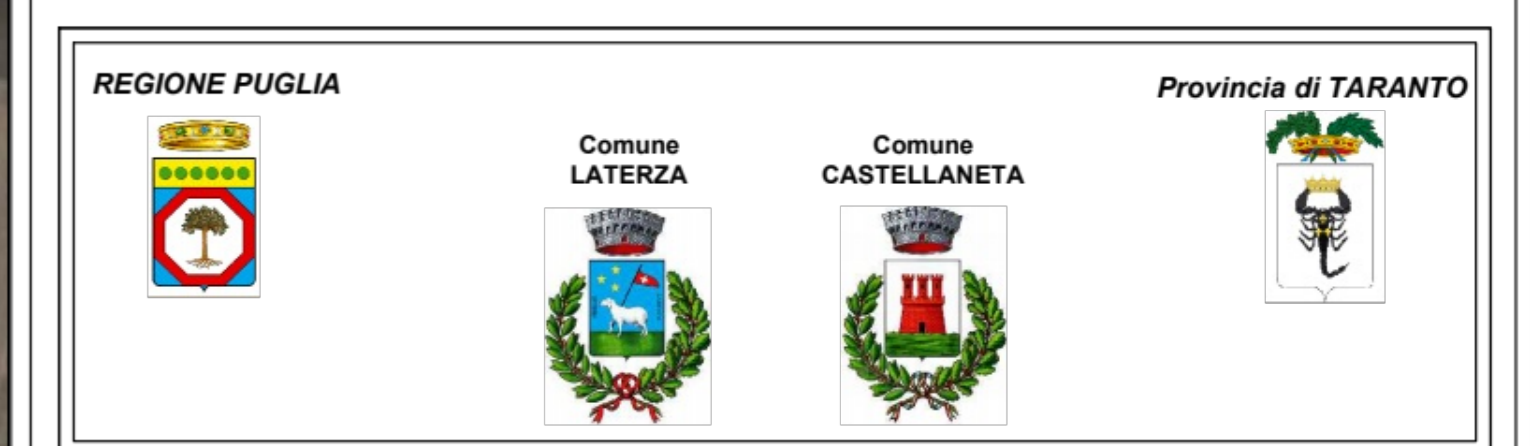 REGIONE PUGLIA
Provincia di TARANTO
Comune
LATERZA
Comune
CASTELLANETA